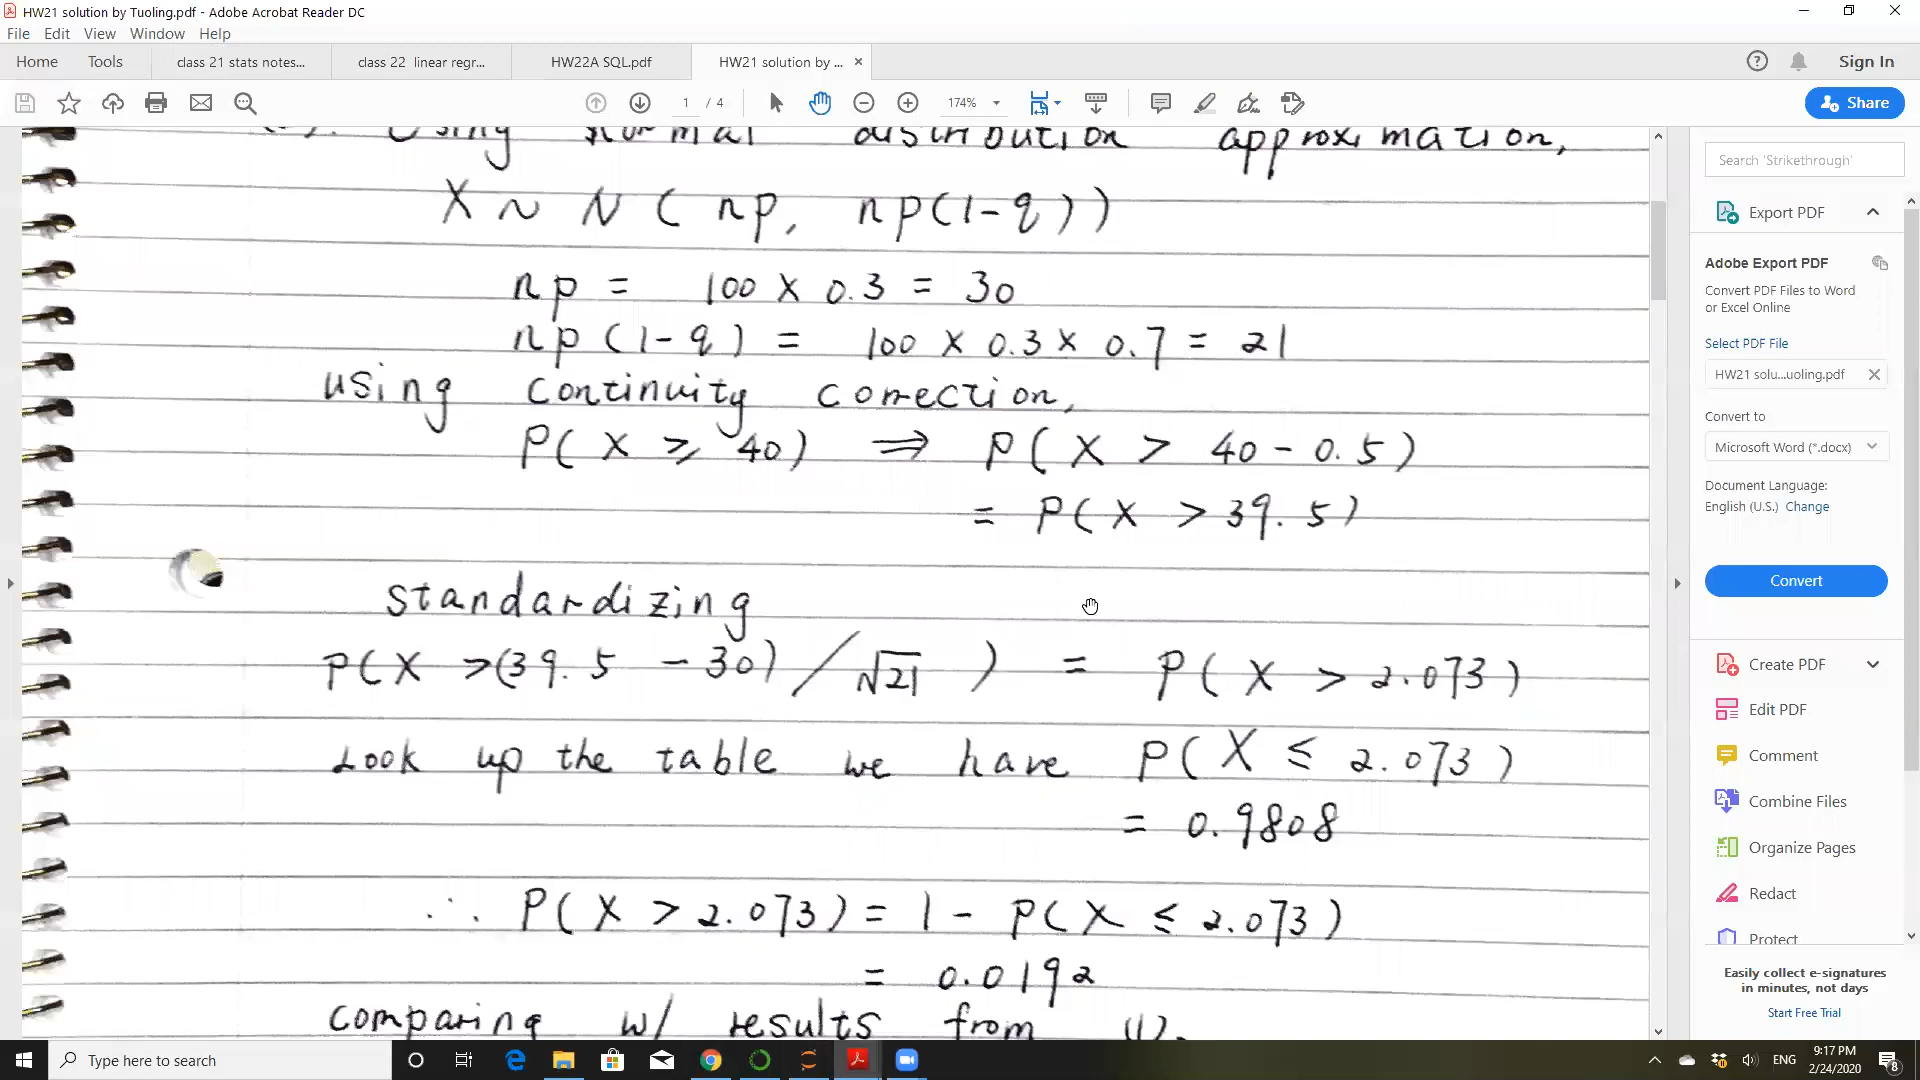 HW21 solution by Tuoling.pdf - Adobe Acrobat Reader DC
File Edit View Window Help
Home Tools class 21 stats notes... class 22 linear regr... HW22A SQL.pdf HW21 solution by ... ×
Sign In
1 / 4 174% Share
Using normal distribution approximation,
X ~ N ( np, np(1-q))
np = 100 × 0.3 = 30
np (1-q) = 100 × 0.3 × 0.7 = 21
using continuity correction,
P( X ≥ 40) ⇒ P( X > 40 - 0.5)
= P( X > 39.5)
standardizing
P(X >(39.5 - 30) / √21 ) = P( X > 2.073)
Look up the table we have P( X ≤ 2.073)
= 0.9808
∴ P( X > 2.073) = 1 - P( X ≤ 2.073)
= 0.0192
comparing w/ results from (1),
Search 'Strikethrough'
Export PDF
Adobe Export PDF
Convert PDF Files to Word
or Excel Online
Select PDF File
HW21 solu...uoling.pdf
Convert to
Microsoft Word (*.docx)
Document Language:
English (U.S.) Change
Convert
Create PDF
Edit PDF
Comment
Combine Files
Organize Pages
Redact
Protect
Easily collect e-signatures
in minutes, not days
Start Free Trial
Type here to search
ENG
9:17 PM
2/24/2020
8